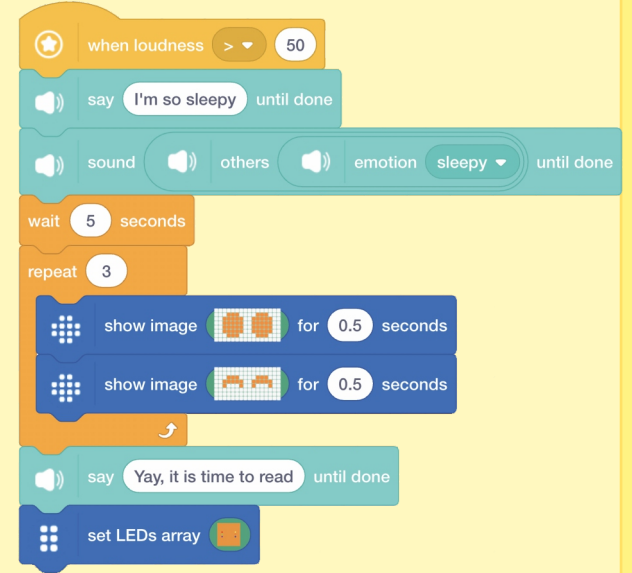 when loudness > 50
say I'm so sleepy until done
sound others emotion sleepy until done
wait 5 seconds
repeat 3
show image for 0.5 seconds
show image for 0.5 seconds
say Yay, it is time to read until done
set LEDs array